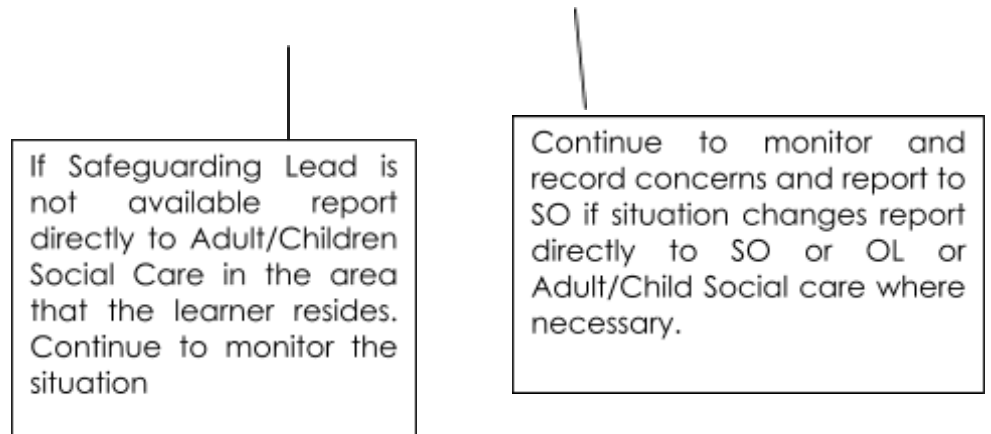 If Safeguarding Lead is
not available report
directly to Adult/Children
Social Care in the area
that the learner resides.
Continue to monitor the
situation
Continue to monitor and
record concerns and report to
SO if situation changes report
directly to SO or OL or
Adult/Child Social care where
necessary.